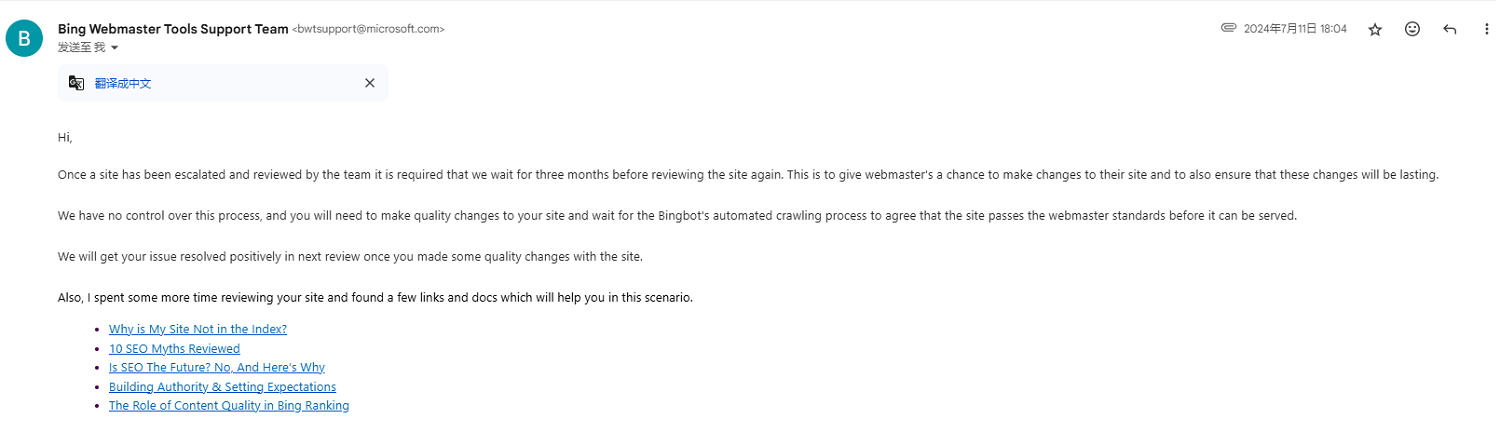 B
Bing Webmaster Tools Support Team <bwtsupport@microsoft.com>
2024年7月11日 18:04
发送至 我
翻译成中文
Hi,
Once a site has been escalated and reviewed by the team it is required that we wait for three months before reviewing the site again. This is to give webmaster's a chance to make changes to their site and to also ensure that these changes will be lasting.
We have no control over this process, and you will need to make quality changes to your site and wait for the Bingbot's automated crawling process to agree that the site passes the webmaster standards before it can be served.
We will get your issue resolved positively in next review once you made some quality changes with the site.
Also, I spent some more time reviewing your site and found a few links and docs which will help you in this scenario.
• Why is My Site Not in the Index?
• 10 SEO Myths Reviewed
• Is SEO The Future? No, And Here's Why
• Building Authority & Setting Expectations
• The Role of Content Quality in Bing Ranking